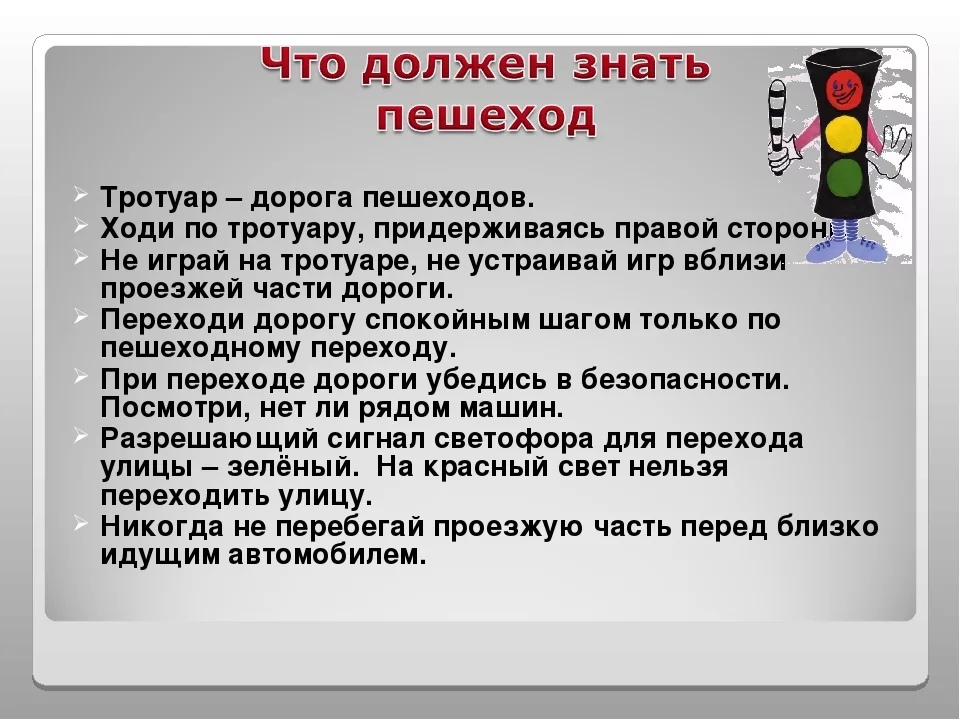 Что должен знать
пешеход
Тротуар – дорога пешеходов.
Ходи по тротуару, придерживаясь правой
Не играй на тротуаре, не устраивай игр вблизи
проезжей части дороги.
Переходи дорогу спокойным шагом только по
пешеходному переходу.
При переходе дороги убедись в безопасности.
Посмотри, нет ли рядом машин.
Разрешающий сигнал светофора для перехода
улицы – зелёный. На красный свет нельзя
переходить улицу.
Никогда не перебегай проезжую часть перед близко
идущим автомобилем.